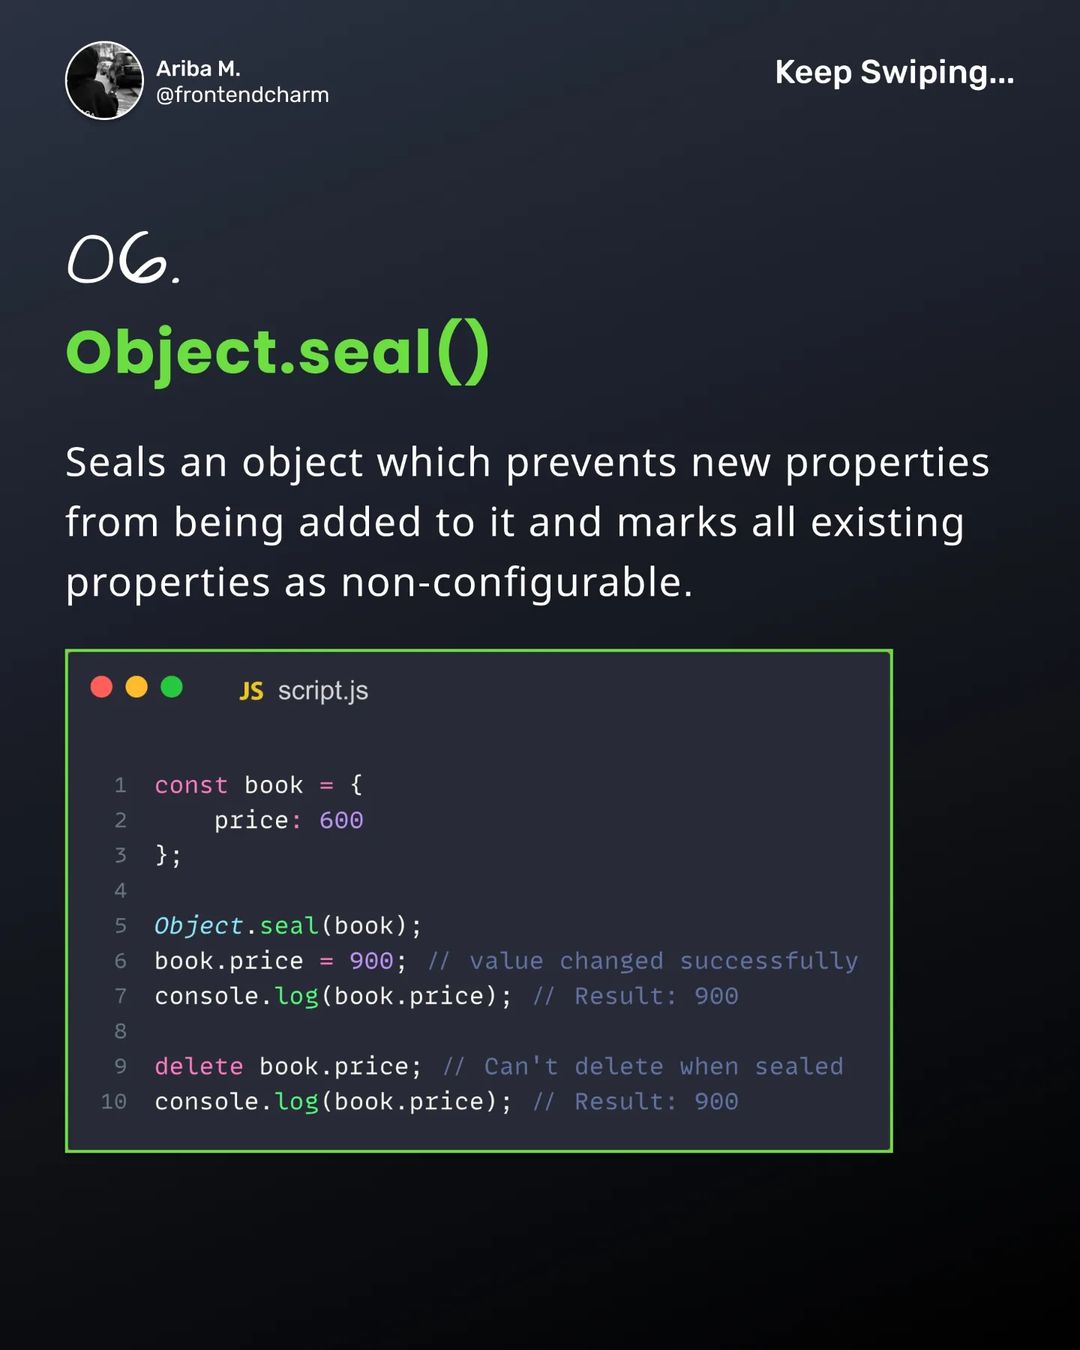 Ariba M.
@frontendcharm
Keep Swiping...
06.
Object.seal()
Seals an object which prevents new properties
from being added to it and marks all existing
properties as non-configurable.
JS script.js
1 const book = {
2     price: 600
3 };
4
5 Object.seal(book);
6 book.price = 900; // value changed successfully
7 console.log(book.price); // Result: 900
8
9 delete book.price; // Can't delete when sealed
10 console.log(book.price); // Result: 900